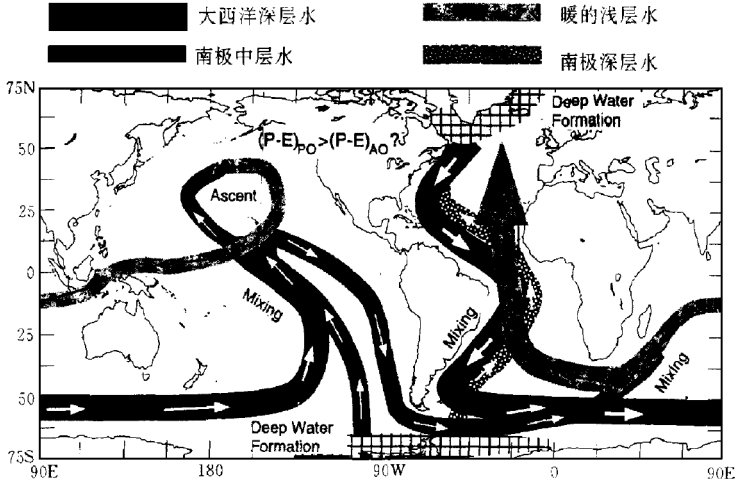 大西洋深层水
暖的浅层水
南极中层水
南极深层水
75N
50
25
0
25
50
75S
Deep Water
Formation
(P-E)PO>(P-E)AO?
Ascent
Mixing
Mixing
Mixing
Deep Water
Formation
90E
180
90W
0
90E